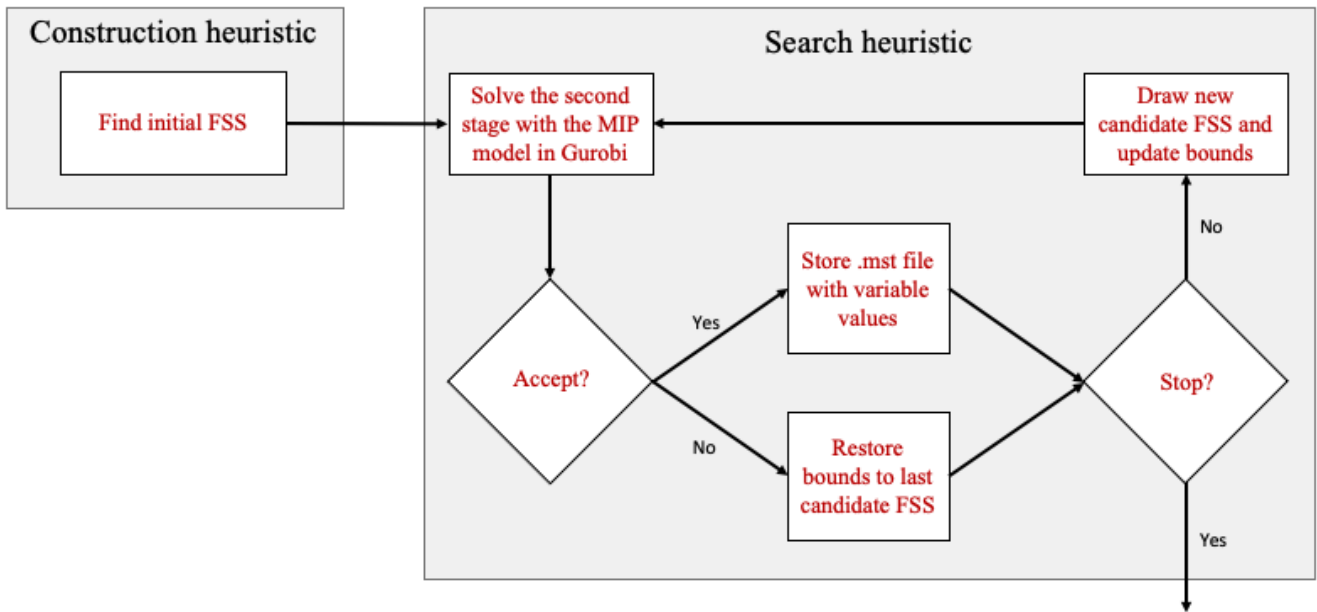 Construction heuristic
Find initial FSS
Search heuristic
Solve the second
stage with the MIP
model in Gurobi
Draw new
candidate FSS and
update bounds
No
Store .mst file
with variable
values
Yes
Accept?
Stop?
No
Restore
bounds to last
candidate FSS
Yes